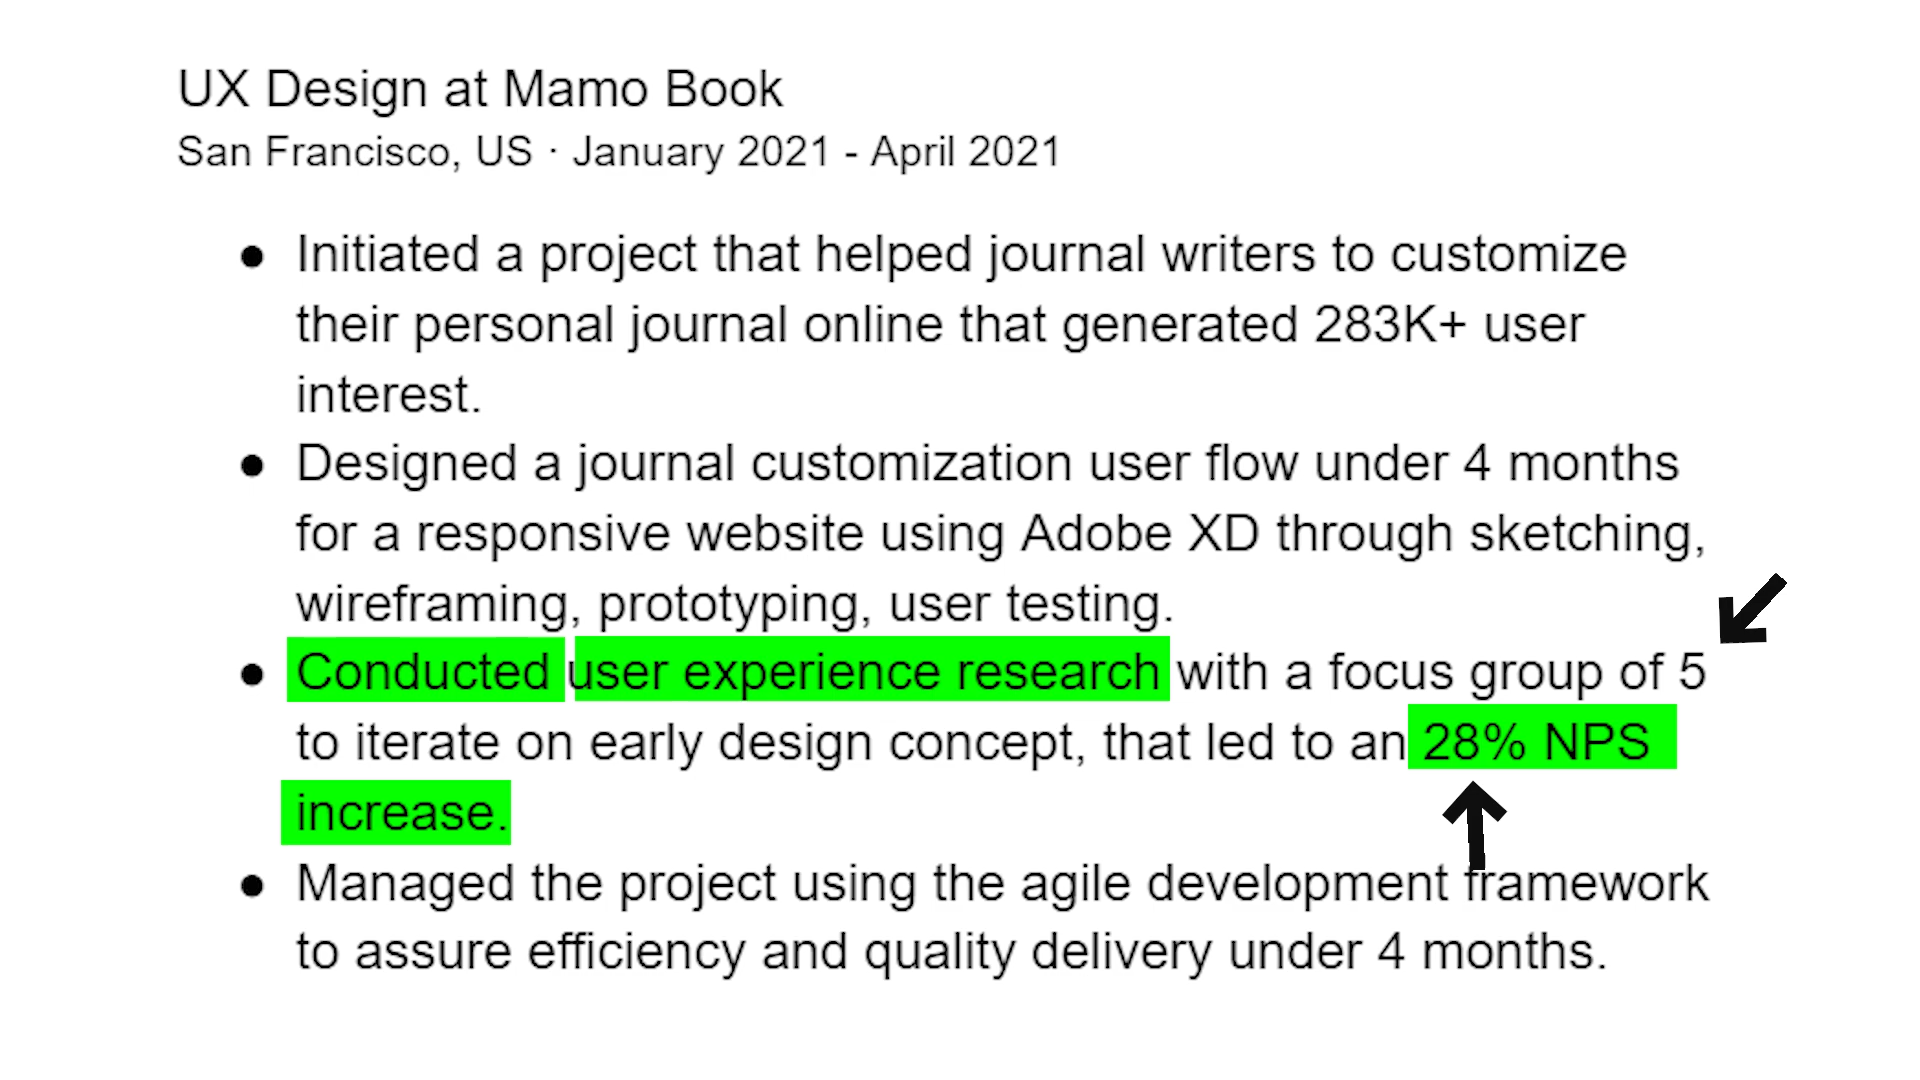 UX Design at Mamo Book
San Francisco, US · January 2021 - April 2021
● Initiated a project that helped journal writers to customize
their personal journal online that generated 283K+ user
interest.
● Designed a journal customization user flow under 4 months
for a responsive website using Adobe XD through sketching,
wireframing, prototyping, user testing.
● Conducted user experience research with a focus group of 5
to iterate on early design concept, that led to an 28% NPS
increase.
● Managed the project using the agile development framework
to assure efficiency and quality delivery under 4 months.